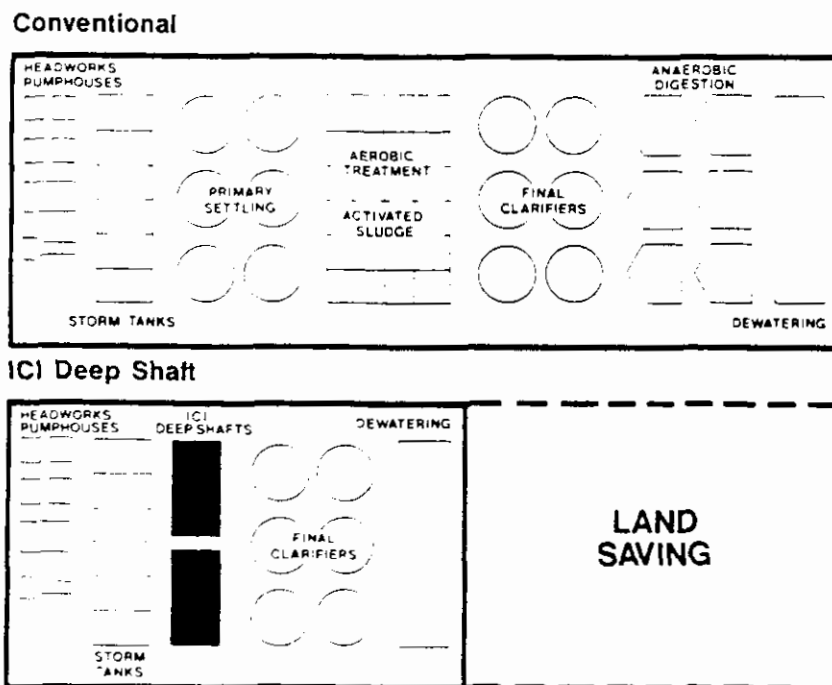 Conventional
HEADWORKS
PUMPHOUSES
ANAEROBIC
DIGESTION
AEROBIC
TREATMENT
PRIMARY
SETTLING
FINAL
CLARIFIERS
ACTIVATED
SLUDGE
STORM TANKS
DEWATERING
ICI Deep Shaft
HEADWORKS
PUMPHOUSES
ICI
DEEP SHAFTS
DEWATERING
FINAL
CLARIFIERS
LAND
SAVING
STORM
TANKS